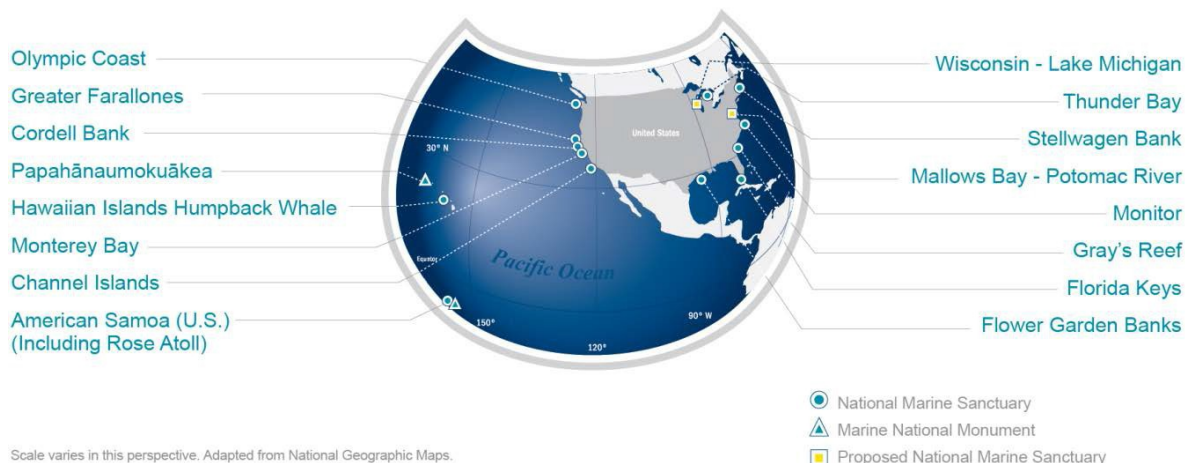 Olympic Coast
Greater Farallones
Cordell Bank
Papahānaumokuākea
Hawaiian Islands Humpback Whale
Monterey Bay
Channel Islands
American Samoa (U.S.)
(Including Rose Atoll)
United States
30° N
Equator
Pacific Ocean
150°
120°
90° W
Wisconsin - Lake Michigan
Thunder Bay
Stellwagen Bank
Mallows Bay - Potomac River
Monitor
Gray’s Reef
Florida Keys
Flower Garden Banks
National Marine Sanctuary
Marine National Monument
Proposed National Marine Sanctuary
Scale varies in this perspective. Adapted from National Geographic Maps.